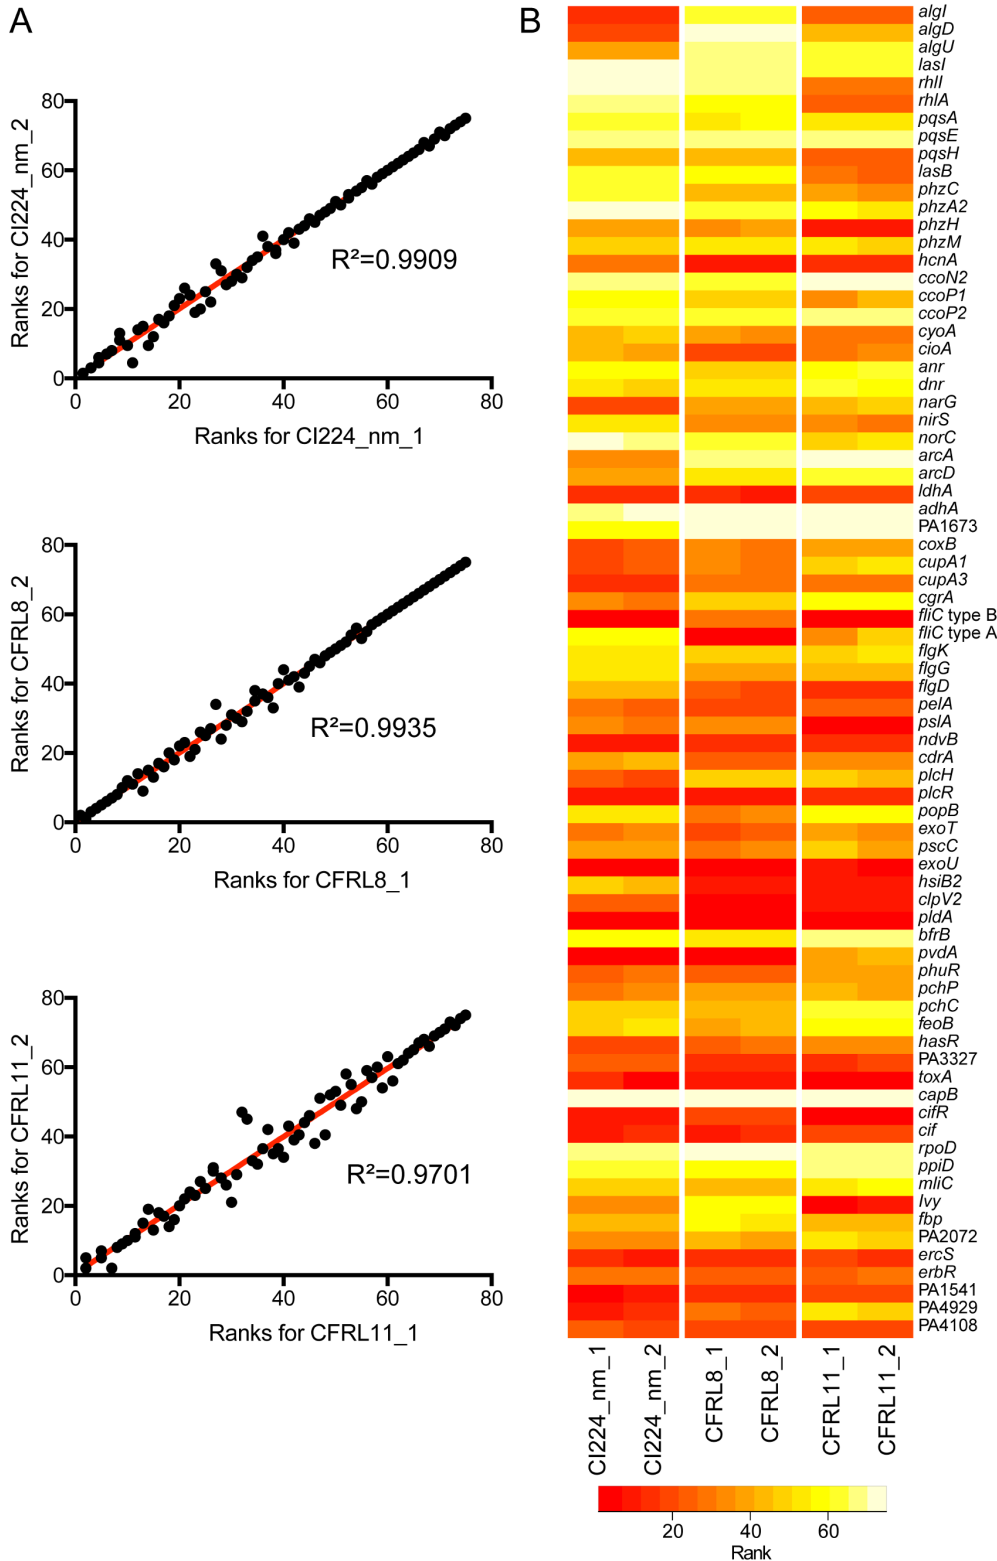 A
80
60
40
20
0
0 20 40 60 80
Ranks for CI224_nm_2
R²=0.9909
Ranks for CI224_nm_1
80
60
40
20
0
0 20 40 60 80
Ranks for CFRL8_2
R²=0.9935
Ranks for CFRL8_1
80
60
40
20
0
0 20 40 60 80
Ranks for CFRL11_2
R²=0.9701
Ranks for CFRL11_1
B
algI
algD
algU
lasI
rhlI
rhlA
pqsA
pqsE
pqsH
lasB
phzC
phzA2
phzH
phzM
hcnA
ccoN2
ccoP1
ccoP2
cyoA
cioA
anr
dnr
narG
nirS
norC
arcA
arcD
ldhA
adhA
PA1673
coxB
cupA1
cupA3
cgrA
fliC type B
fliC type A
flgK
flgG
flgD
pelA
pslA
ndvB
cdrA
plcH
plcR
popB
exoT
pscC
exoU
hsiB2
clpV2
pldA
bfrB
pvdA
phuR
pchP
pchC
feoB
hasR
PA3327
toxA
capB
cifR
cif
rpoD
ppiD
mliC
Ivy
fbp
PA2072
ercS
erbR
PA1541
PA4929
PA4108
CI224_nm_1
CI224_nm_2
CFRL8_1
CFRL8_2
CFRL11_1
CFRL11_2
20 40 60
Rank